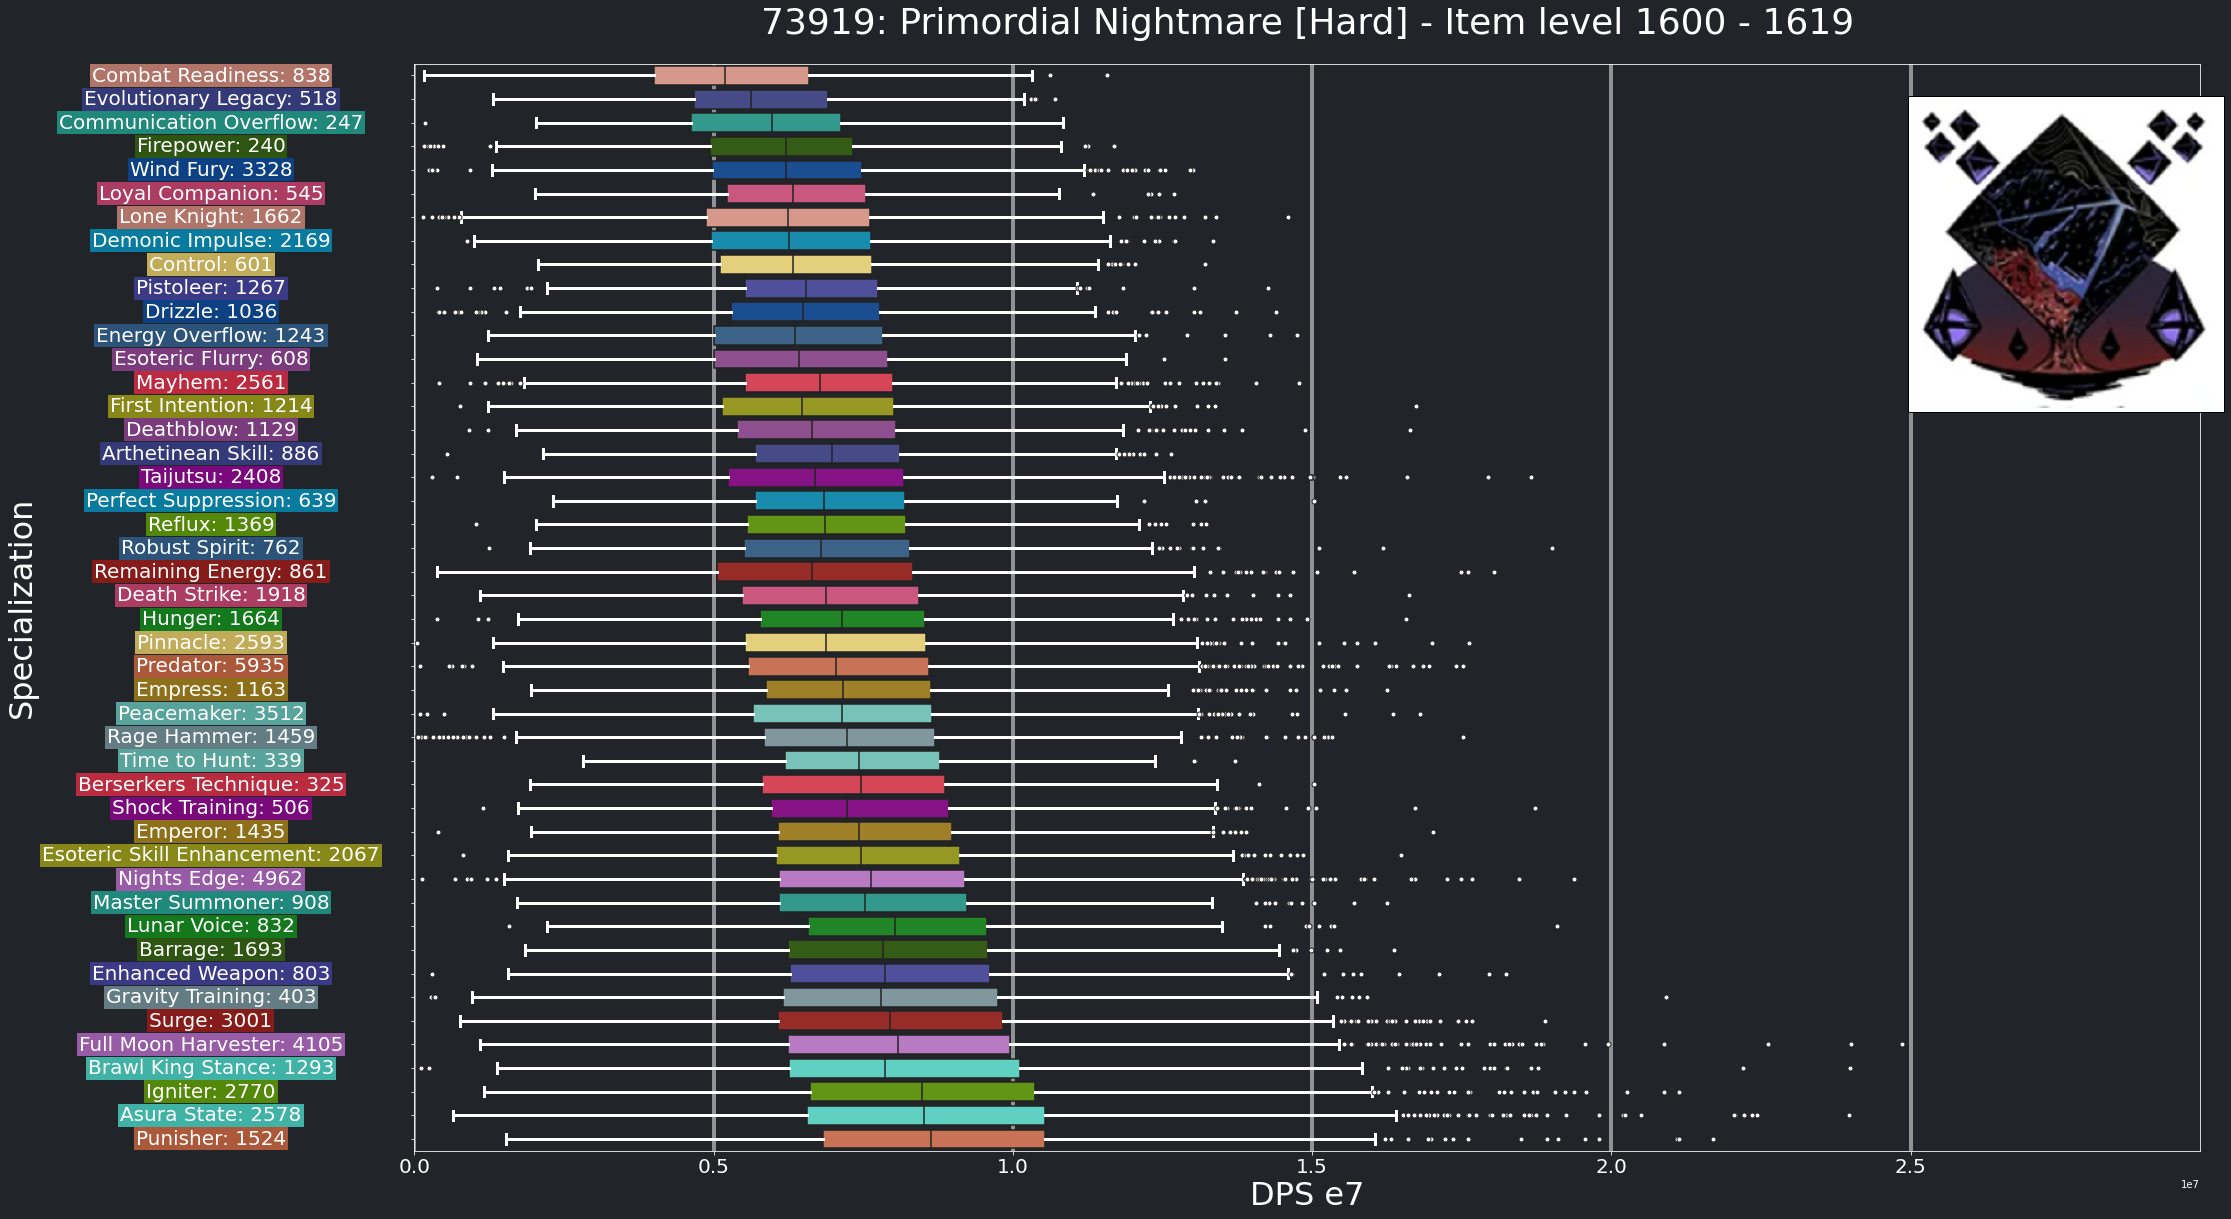 73919: Primordial Nightmare [Hard] - Item level 1600 - 1619
Specialization
Combat Readiness: 838
Evolutionary Legacy: 518
Communication Overflow: 247
Firepower: 240
Wind Fury: 3328
Loyal Companion: 545
Lone Knight: 1662
Demonic Impulse: 2169
Control: 601
Pistoleer: 1267
Drizzle: 1036
Energy Overflow: 1243
Esoteric Flurry: 608
Mayhem: 2561
First Intention: 1214
Deathblow: 1129
Arthetinean Skill: 886
Taijutsu: 2408
Perfect Suppression: 639
Reflux: 1369
Robust Spirit: 762
Remaining Energy: 861
Death Strike: 1918
Hunger: 1664
Pinnacle: 2593
Predator: 5935
Empress: 1163
Peacemaker: 3512
Rage Hammer: 1459
Time to Hunt: 339
Berserkers Technique: 325
Shock Training: 506
Emperor: 1435
Esoteric Skill Enhancement: 2067
Nights Edge: 4962
Master Summoner: 908
Lunar Voice: 832
Barrage: 1693
Enhanced Weapon: 803
Gravity Training: 403
Surge: 3001
Full Moon Harvester: 4105
Brawl King Stance: 1293
Igniter: 2770
Asura State: 2578
Punisher: 1524
0.0 0.5 1.0 1.5 2.0 2.5
1e7
DPS e7